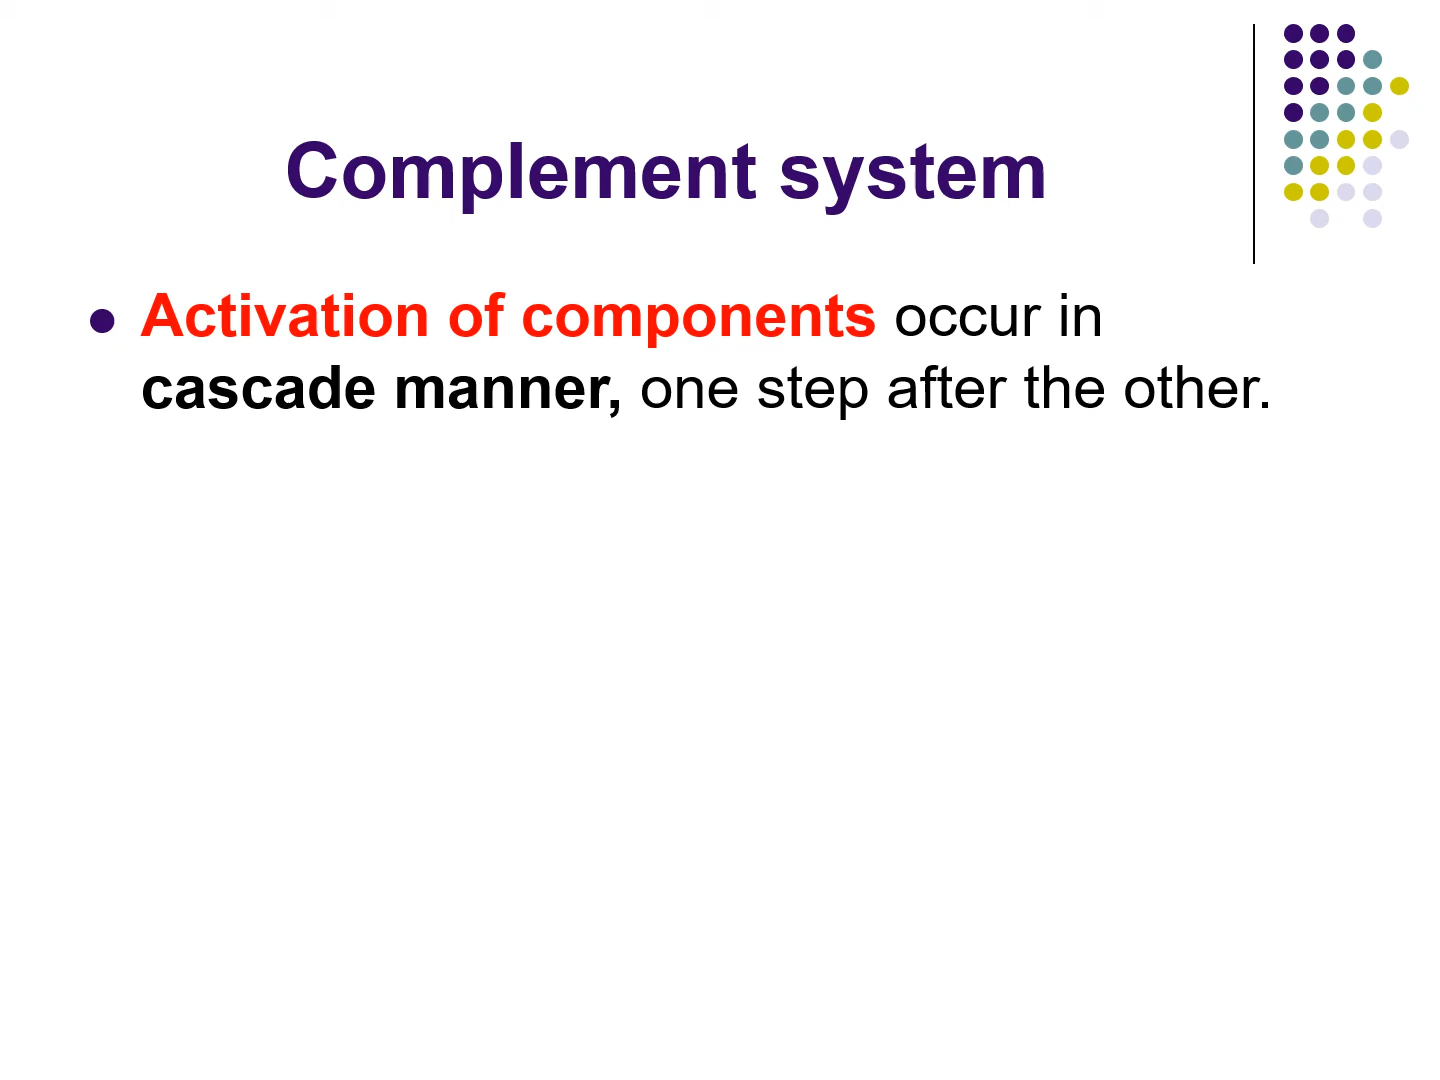 Complement system
Activation of components occur in
cascade manner, one step after the other.